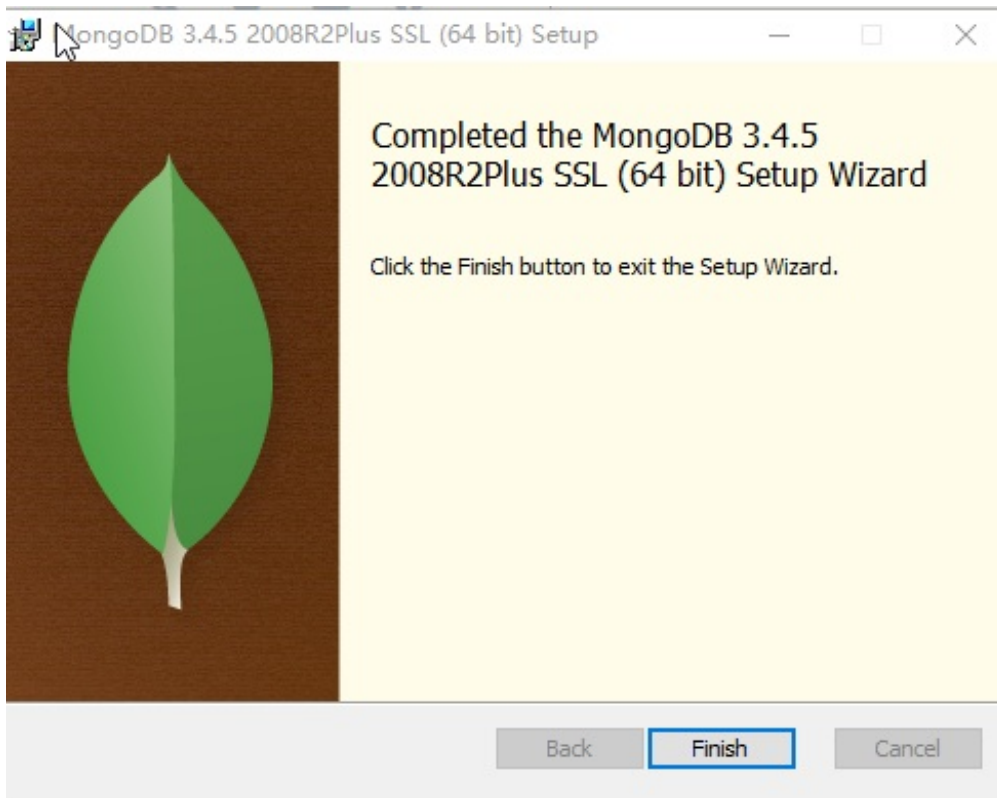 MongoDB 3.4.5 2008R2Plus SSL (64 bit) Setup
Completed the MongoDB 3.4.5
2008R2Plus SSL (64 bit) Setup Wizard
Click the Finish button to exit the Setup Wizard.
Back
Finish
Cancel